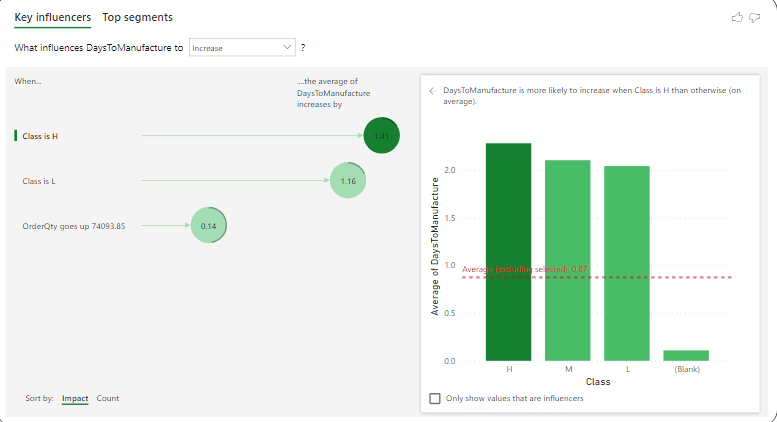 Key influencers Top segments
What influences DaysToManufacture to Increase ?
When...
....the average of
DaysToManufacture
increases by
Class is H
1.41
Class is L
1.16
OrderQty goes up 74093.85
0.14
Sort by: Impact Count
DaysToManufacture is more likely to increase when Class is H than otherwise (on
average).
Average of DaysToManufacture
2.0
1.5
1.0
0.5
0.0
Average (excluding selected): 0.87
H M L (Blank)
Class
Only show values that are influencers